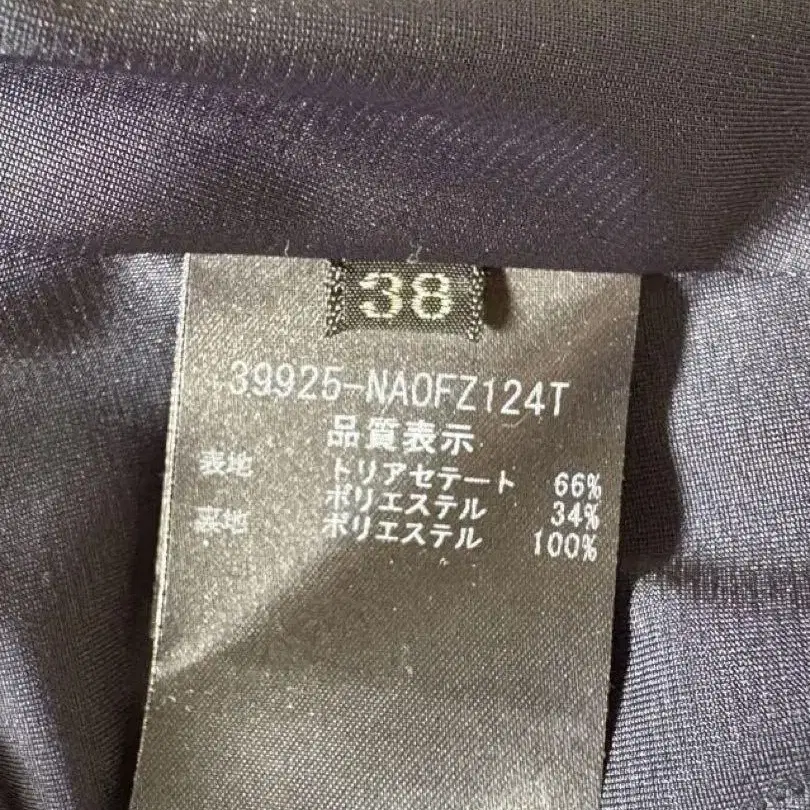 38
39925-NA0FZ124T
品質表示
表地 トリアセテート 66%
ポリエステル 34%
裏地 ポリエステル 100%